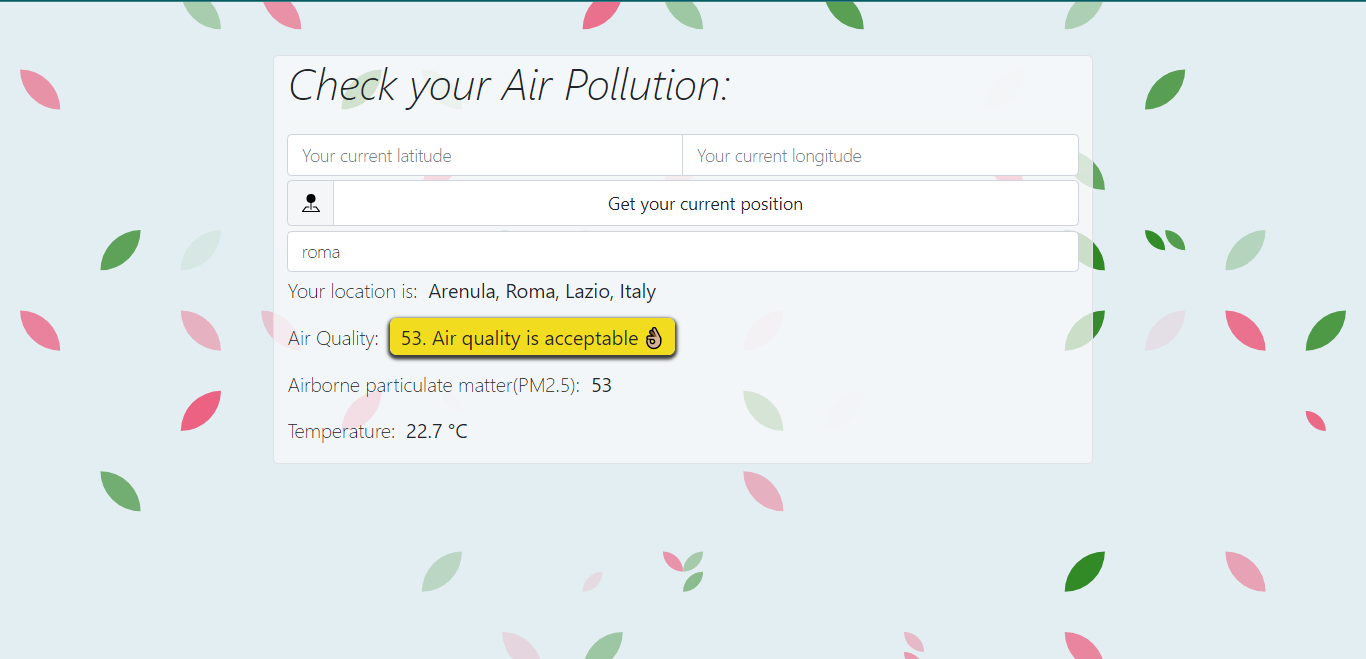 Check your Air Pollution:
Your current latitude Your current longitude
Get your current position
roma
Your location is: Arenula, Roma, Lazio, Italy
Air Quality: 53. Air quality is acceptable 👌🏿
Airborne particulate matter(PM2.5): 53
Temperature: 22.7 °C